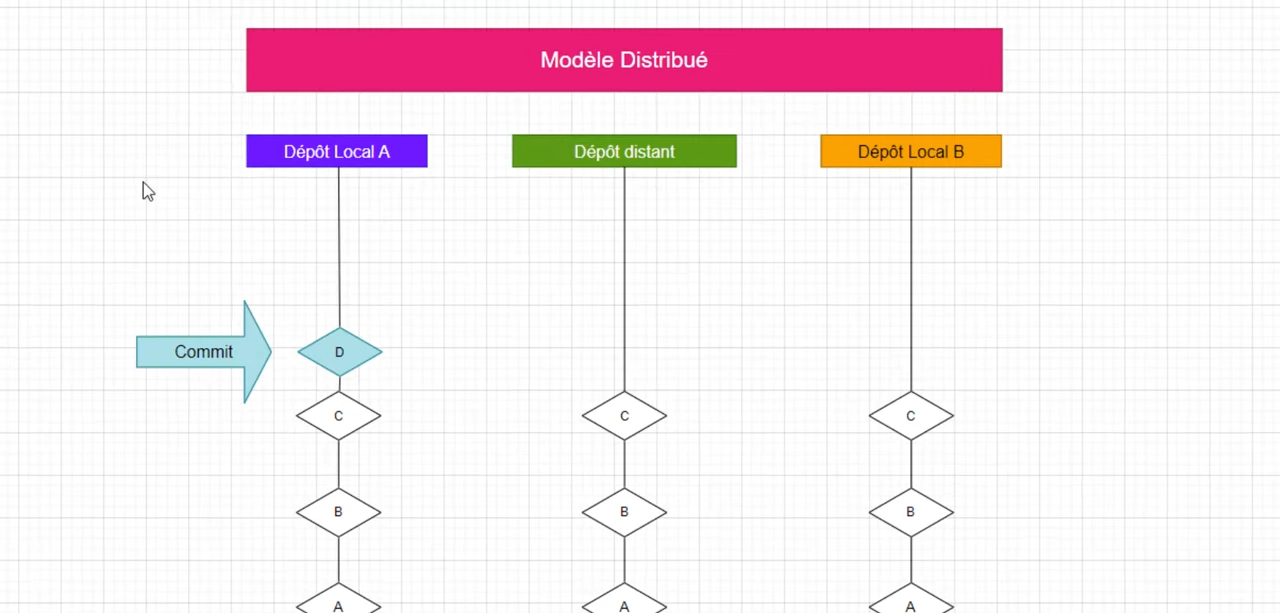 Modèle Distribué
Dépôt Local A
Dépôt distant
Dépôt Local B
Commit
D
C
C
C
B
B
B
A
A
A